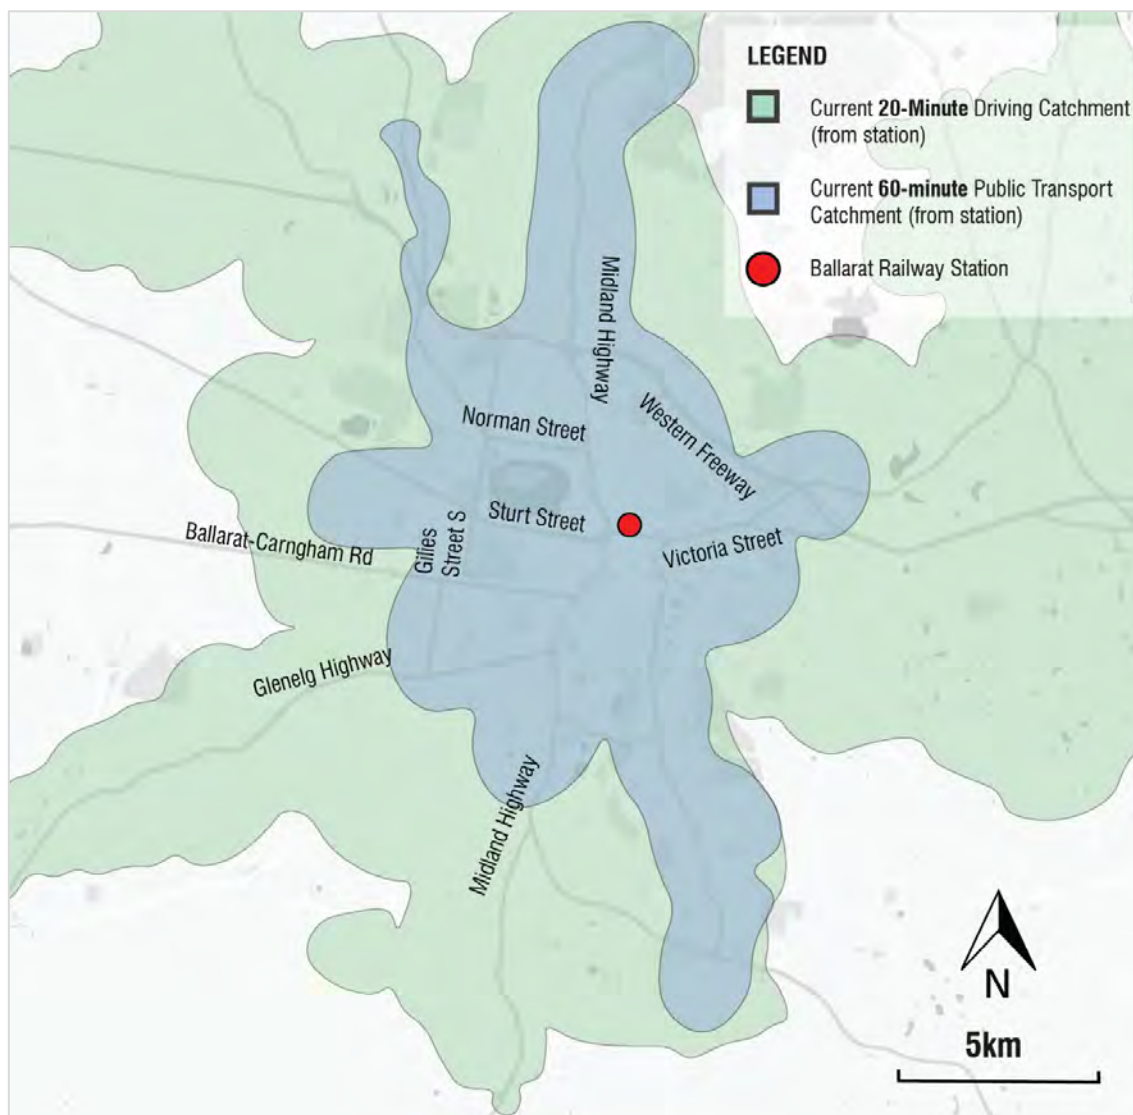 LEGEND
Current 20-Minute Driving Catchment
(from station)
Current 60-minute Public Transport
Catchment (from station)
Ballarat Railway Station
Midland Highway
Western Freeway
Norman Street
Sturt Street
Victoria Street
Gilies
Street S
Ballarat-Carngham Rd
Glenelg Highway
Midland Highway
N
5km